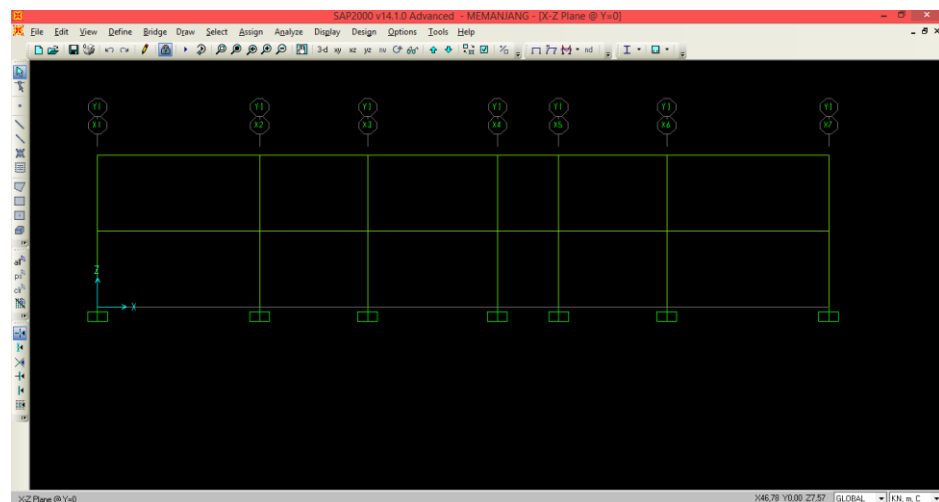 SAP2000 v14.1.0 Advanced - MEMANJANG - [X-Z Plane @ Y=0]
File Edit View Define Bridge Draw Select Assign Analyze Display Design Options Tools Help
3-d xy xz yz nv nd
Y1 Y1 Y1 Y1 Y1 Y1 Y1
X1 X2 X3 X4 X5 X6 X7
Z
X
X-Z Plane @ Y=0 X46,78 Y0,00 Z7,57 GLOBAL KN, m, C